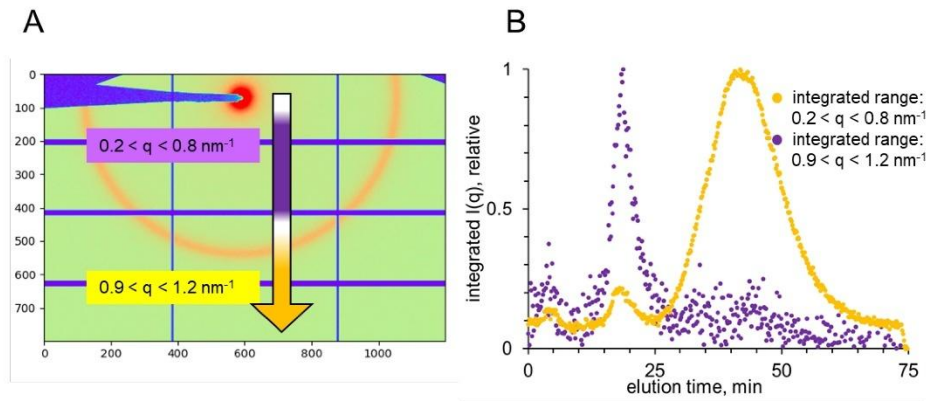 A
0
100
200
300
400
500
600
700
0.2 < q < 0.8 nm⁻¹
0.9 < q < 1.2 nm⁻¹
0 200 400 600 800 1000
B
integrated I(q), relative
1
0.5
0
integrated range:
0.2 < q < 0.8 nm⁻¹
integrated range:
0.9 < q < 1.2 nm⁻¹
0 25 50 75
elution time, min